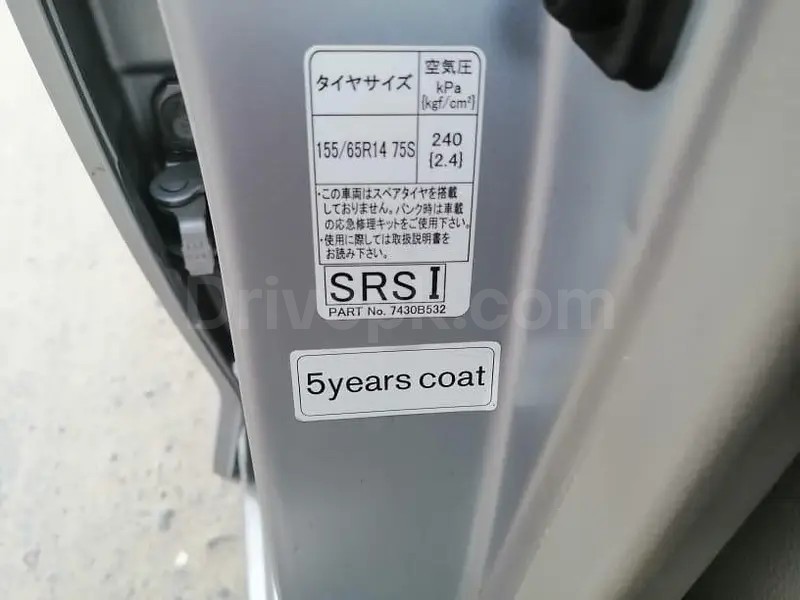 タイヤサイズ
空気圧
kPa
{kgf/cm²}
155/65R14 75S
240
{2.4}
・この車両はスペアタイヤを搭載
しておりません。パンク時は車載
の応急修理キットをご使用下さい。
・使用に際しては取扱説明書を
お読み下さい。
SRS I
PART No. 7430B532
DrivePk.com
5years coat